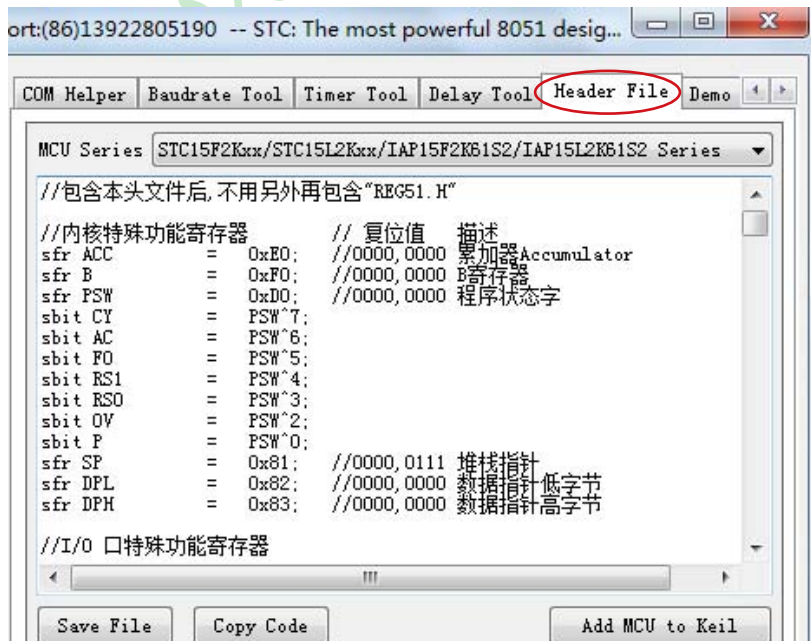 ort:(86)13922805190 -- STC: The most powerful 8051 desig...
COM Helper Baudrate Tool Timer Tool Delay Tool Header File Demo
MCU Series STC15F2Kxx/STC15L2Kxx/IAP15F2K61S2/IAP15L2K61S2 Series
//包含本头文件后,不用另外再包含"REG51.H"
//内核特殊功能寄存器 // 复位值 描述
sfr ACC = 0xE0; //0000,0000 累加器Accumulator
sfr B = 0xF0; //0000,0000 B寄存器
sfr PSW = 0xD0; //0000,0000 程序状态字
sbit CY = PSW^7;
sbit AC = PSW^6;
sbit F0 = PSW^5;
sbit RS1 = PSW^4;
sbit RS0 = PSW^3;
sbit OV = PSW^2;
sbit P = PSW^0;
sfr SP = 0x81; //0000,0111 堆栈指针
sfr DPL = 0x82; //0000,0000 数据指针低字节
sfr DPH = 0x83; //0000,0000 数据指针高字节
//I/O 口特殊功能寄存器
Save File Copy Code Add MCU to Keil